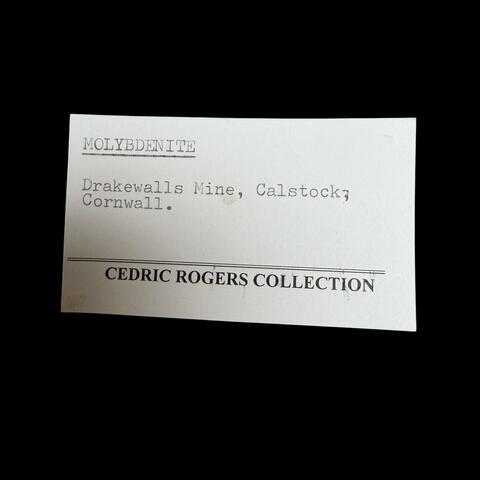 MOLYBDENITE
Drakewalls Mine, Calstock;
Cornwall.
CEDRIC ROGERS COLLECTION